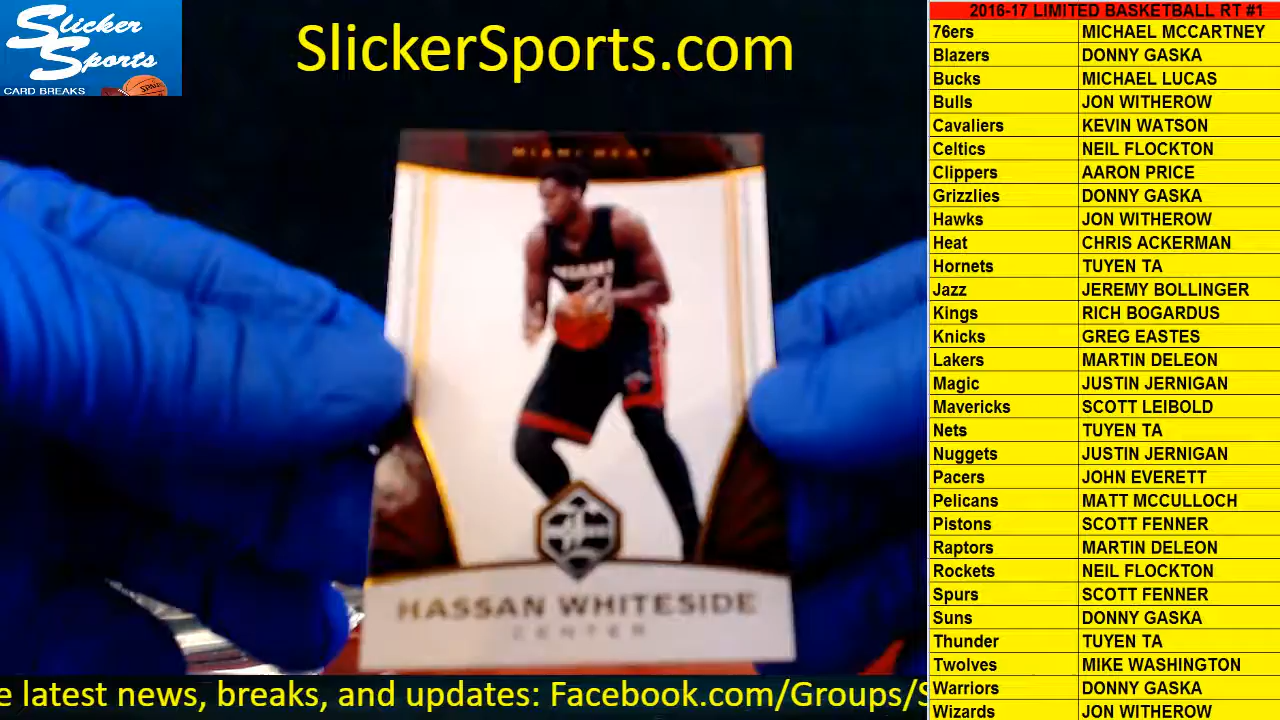 Slicker
Sports
CARD BREAKS
SlickerSports.com
MIAMI HEAT
MIAMI
HASSAN WHITESIDE
CENTER
e latest news, breaks, and updates: Facebook.com/Groups/S
2016-17 LIMITED BASKETBALL RT #1
76ers MICHAEL MCCARTNEY
Blazers DONNY GASKA
Bucks MICHAEL LUCAS
Bulls JON WITHEROW
Cavaliers KEVIN WATSON
Celtics NEIL FLOCKTON
Clippers AARON PRICE
Grizzlies DONNY GASKA
Hawks JON WITHEROW
Heat CHRIS ACKERMAN
Hornets TUYEN TA
Jazz JEREMY BOLLINGER
Kings RICH BOGARDUS
Knicks GREG EASTES
Lakers MARTIN DELEON
Magic JUSTIN JERNIGAN
Mavericks SCOTT LEIBOLD
Nets TUYEN TA
Nuggets JUSTIN JERNIGAN
Pacers JOHN EVERETT
Pelicans MATT MCCULLOCH
Pistons SCOTT FENNER
Raptors MARTIN DELEON
Rockets NEIL FLOCKTON
Spurs SCOTT FENNER
Suns DONNY GASKA
Thunder TUYEN TA
Twolves MIKE WASHINGTON
Warriors DONNY GASKA
Wizards JON WITHEROW